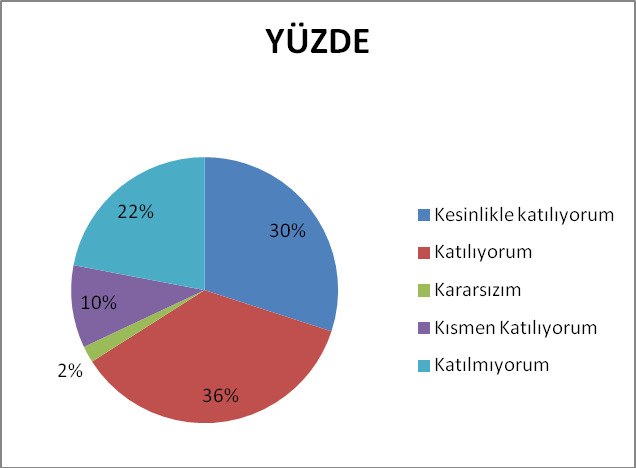 YÜZDE
30%
36%
2%
10%
22%
Kesinlikle katılıyorum
Katılıyorum
Kararsızım
Kısmen Katılıyorum
Katılmıyorum